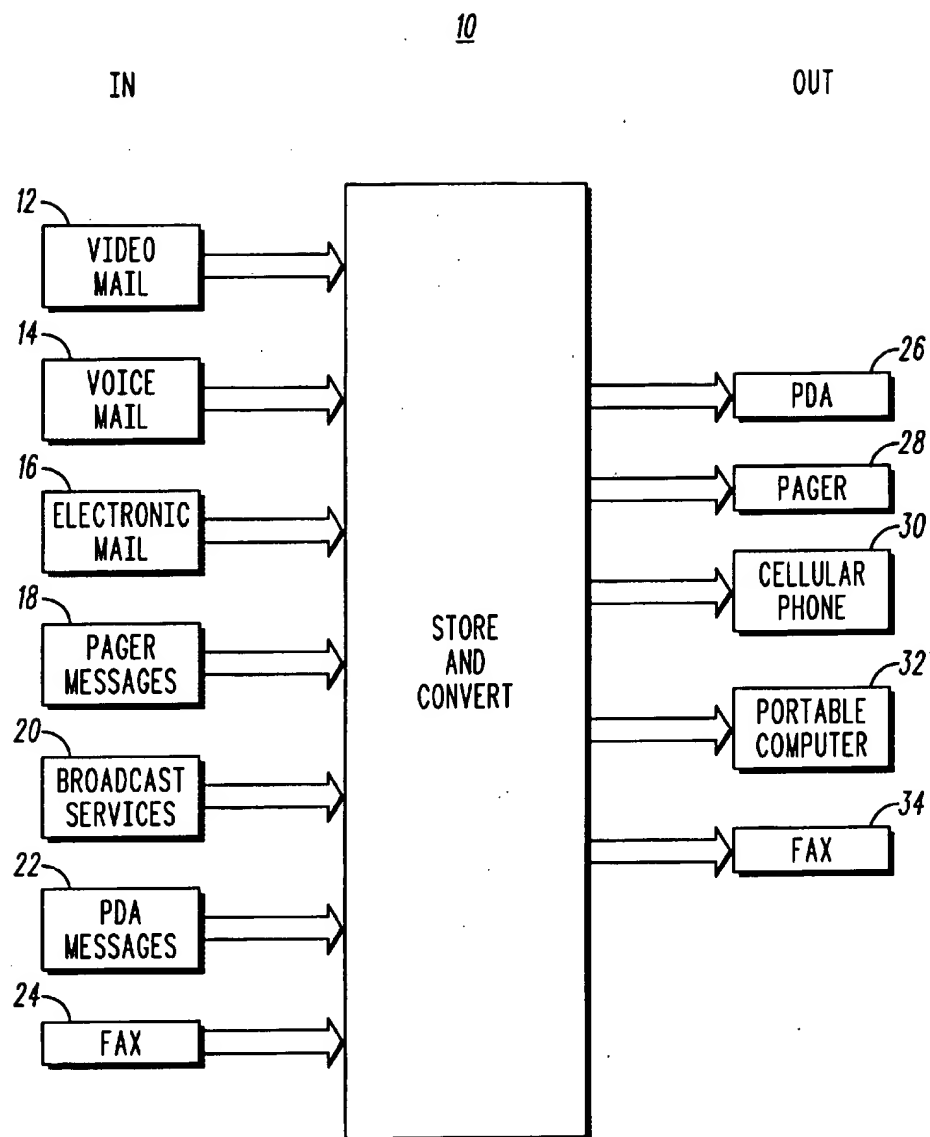 10
IN
OUT
12
VIDEO
MAIL
14
VOICE
MAIL
16
ELECTRONIC
MAIL
18
PAGER
MESSAGES
20
BROADCAST
SERVICES
22
PDA
MESSAGES
24
FAX
STORE
AND
CONVERT
26
PDA
28
PAGER
30
CELLULAR
PHONE
32
PORTABLE
COMPUTER
34
FAX